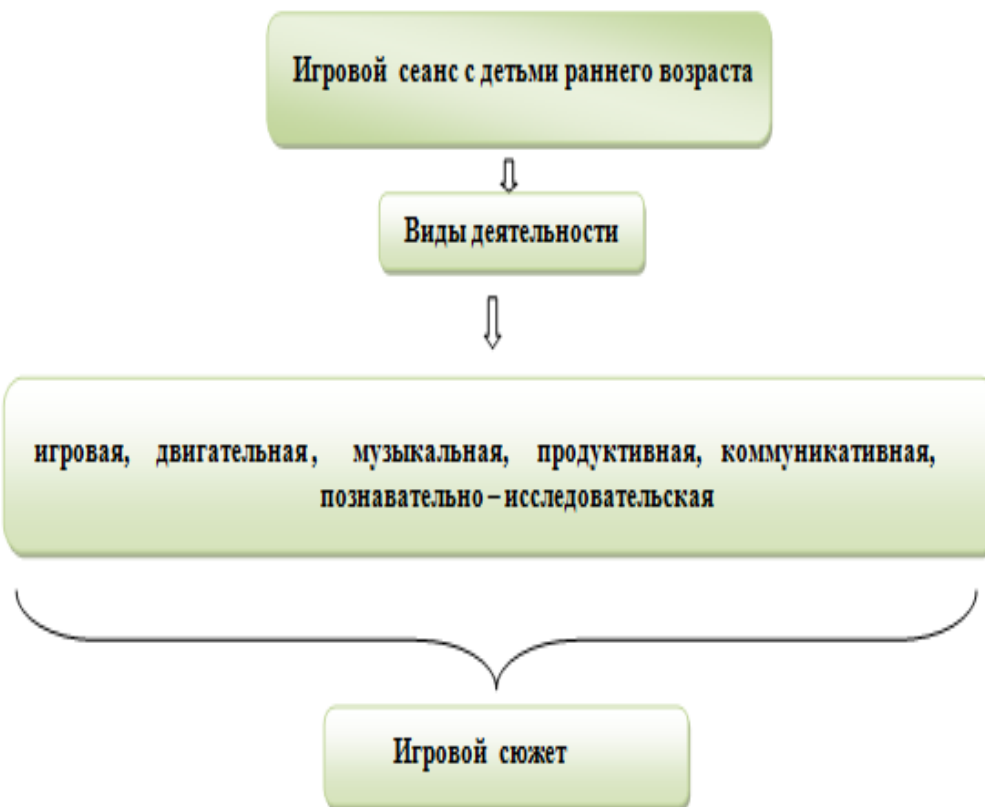 Игровой сеанс с детьми раннего возраста
Виды деятельности
игровая, двигательная, музыкальная, продуктивная, коммуникативная,
познавательно – исследовательская
Игровой сюжет